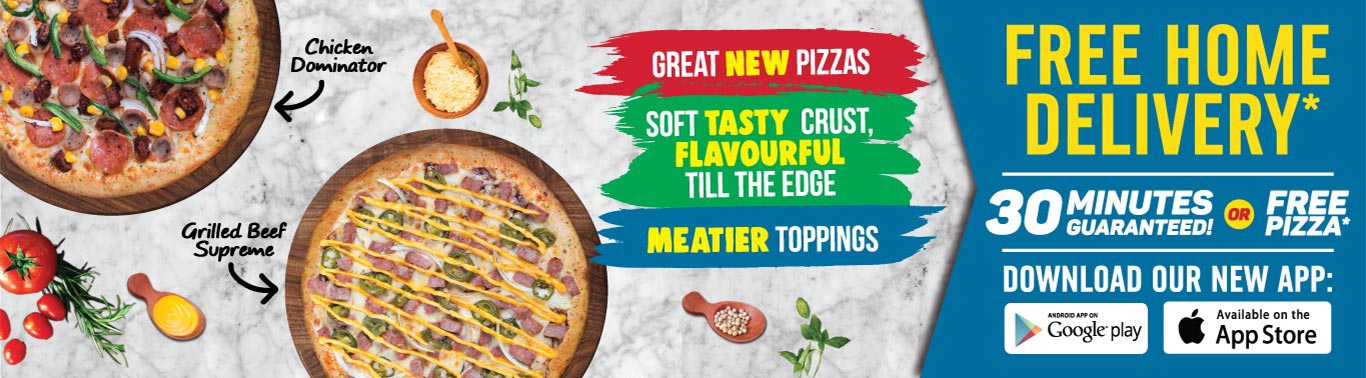 Chicken
Dominator
Grilled Beef
Supreme
GREAT NEW PIZZAS
SOFT TASTY CRUST,
FLAVOURFUL
TILL THE EDGE
MEATIER TOPPINGS
FREE HOME
DELIVERY*
30 MINUTES
GUARANTEED!
OR
FREE
PIZZA*
DOWNLOAD OUR NEW APP:
ANDROID APP ON
Google play
Available on the
App Store